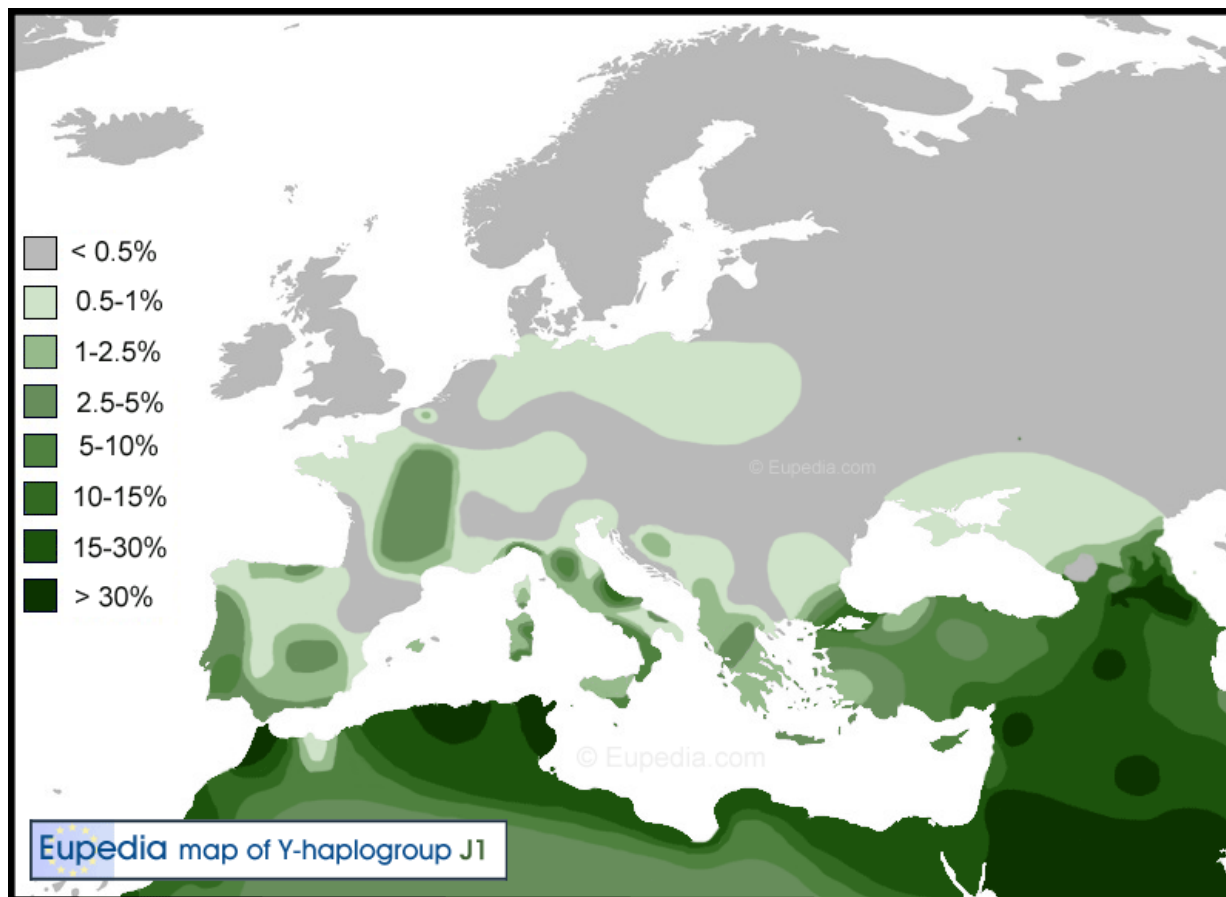 < 0.5%
0.5-1%
1-2.5%
2.5-5%
5-10%
10-15%
15-30%
> 30%
© Eupedia.com
© Eupedia.com
Eupedia map of Y-haplogroup J1